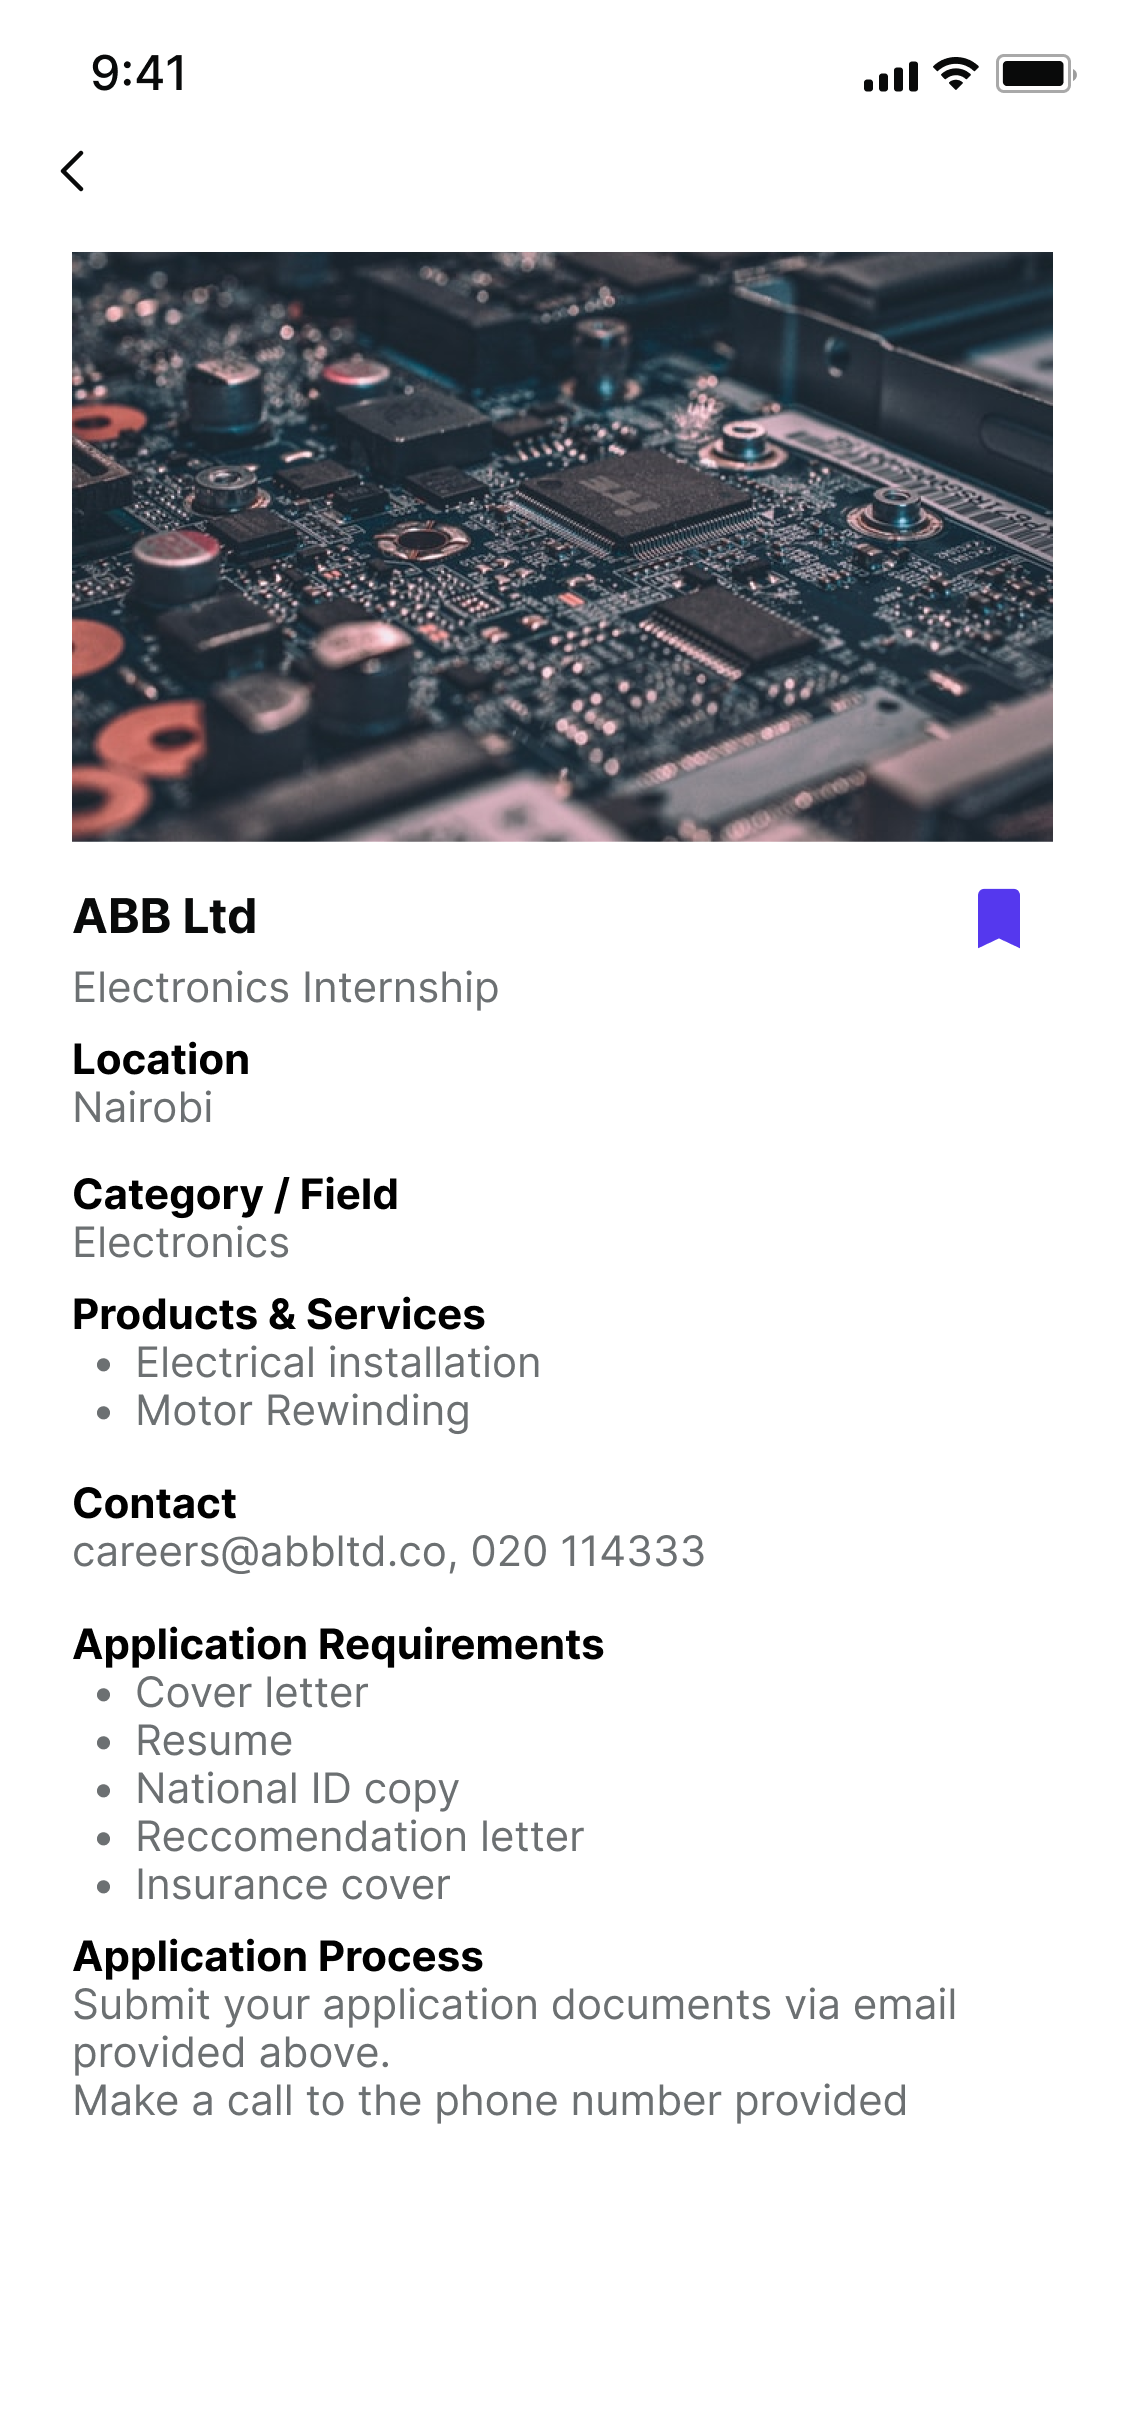 9:41
ABB Ltd
Electronics Internship
Location
Nairobi
Category / Field
Electronics
Products & Services
• Electrical installation
• Motor Rewinding
Contact
careers@abbltd.co, 020 114333
Application Requirements
• Cover letter
• Resume
• National ID copy
• Reccomendation letter
• Insurance cover
Application Process
Submit your application documents via email
provided above.
Make a call to the phone number provided